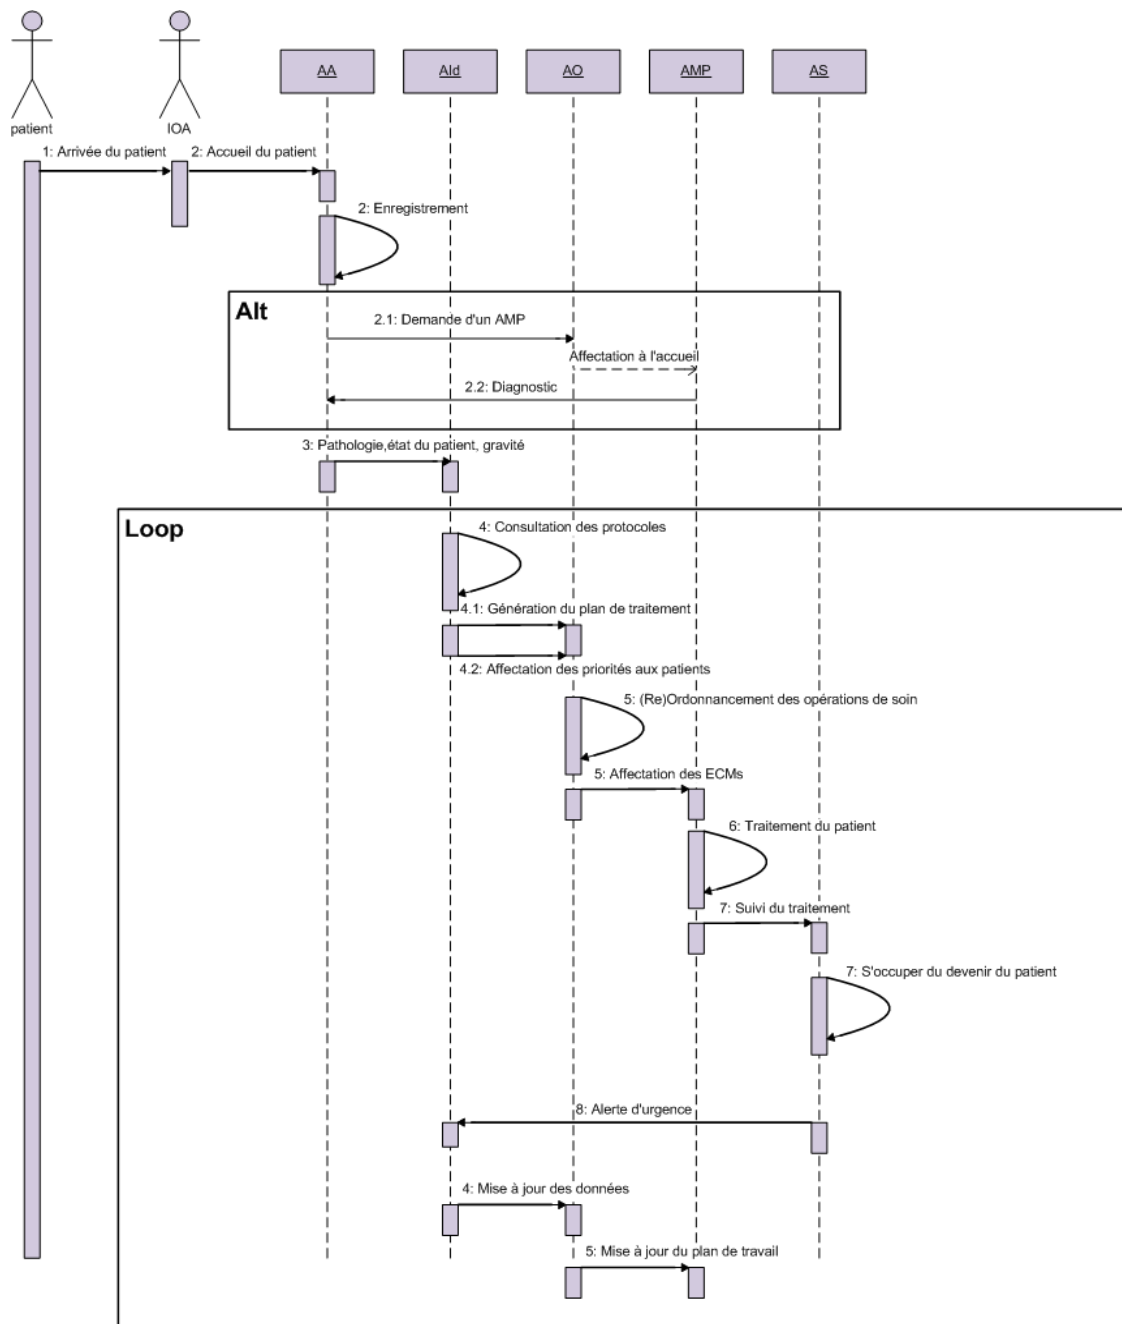 patient
IOA
AA
AId
AO
AMP
AS
1: Arrivée du patient
2: Accueil du patient
2: Enregistrement
Alt
2.1: Demande d'un AMP
Affectation à l'accueil
2.2: Diagnostic
3: Pathologie,état du patient, gravité
Loop
4: Consultation des protocoles
4.1: Génération du plan de traitement
4.2: Affectation des priorités aux patients
5: (Re)Ordonnancement des opérations de soin
5: Affectation des ECMs
6: Traitement du patient
7: Suivi du traitement
7: S'occuper du devenir du patient
8: Alerte d'urgence
4: Mise à jour des données
5: Mise à jour du plan de travail